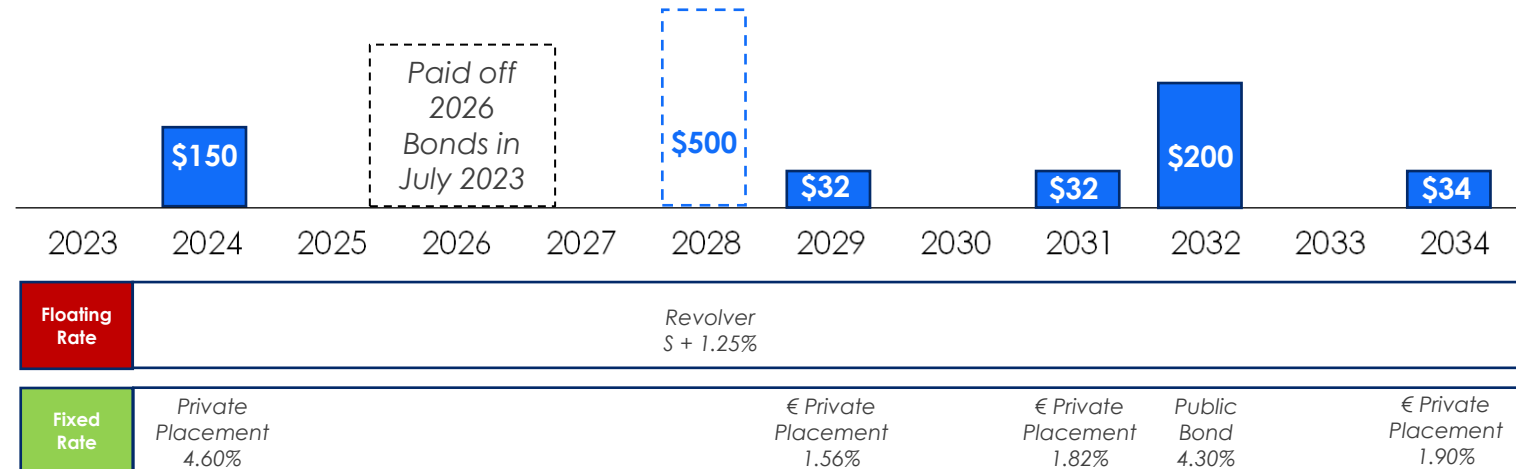 Paid off
2026
Bonds in
July 2023
$150
$500
$32
$32
$200
$34
2023 2024 2025 2026 2027 2028 2029 2030 2031 2032 2033 2034
Floating
Rate
Revolver
S + 1.25%
Fixed
Rate
Private
Placement
4.60%
€ Private
Placement
1.56%
€ Private
Placement
1.82%
Public
Bond
4.30%
€ Private
Placement
1.90%